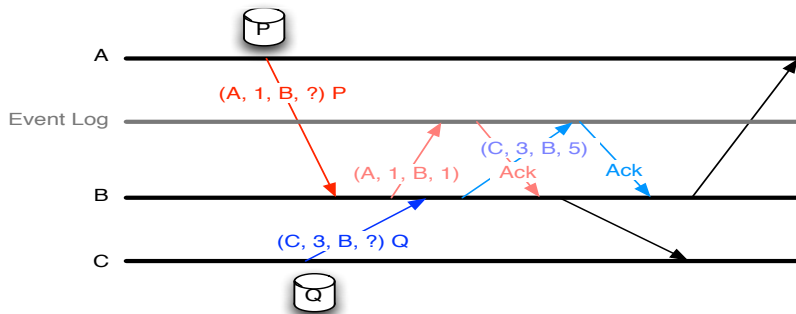 P
A
(A, 1, B, ?) P
Event Log
(C, 3, B, 5)
(A, 1, B, 1)
Ack
Ack
B
(C, 3, B, ?) Q
C
Q